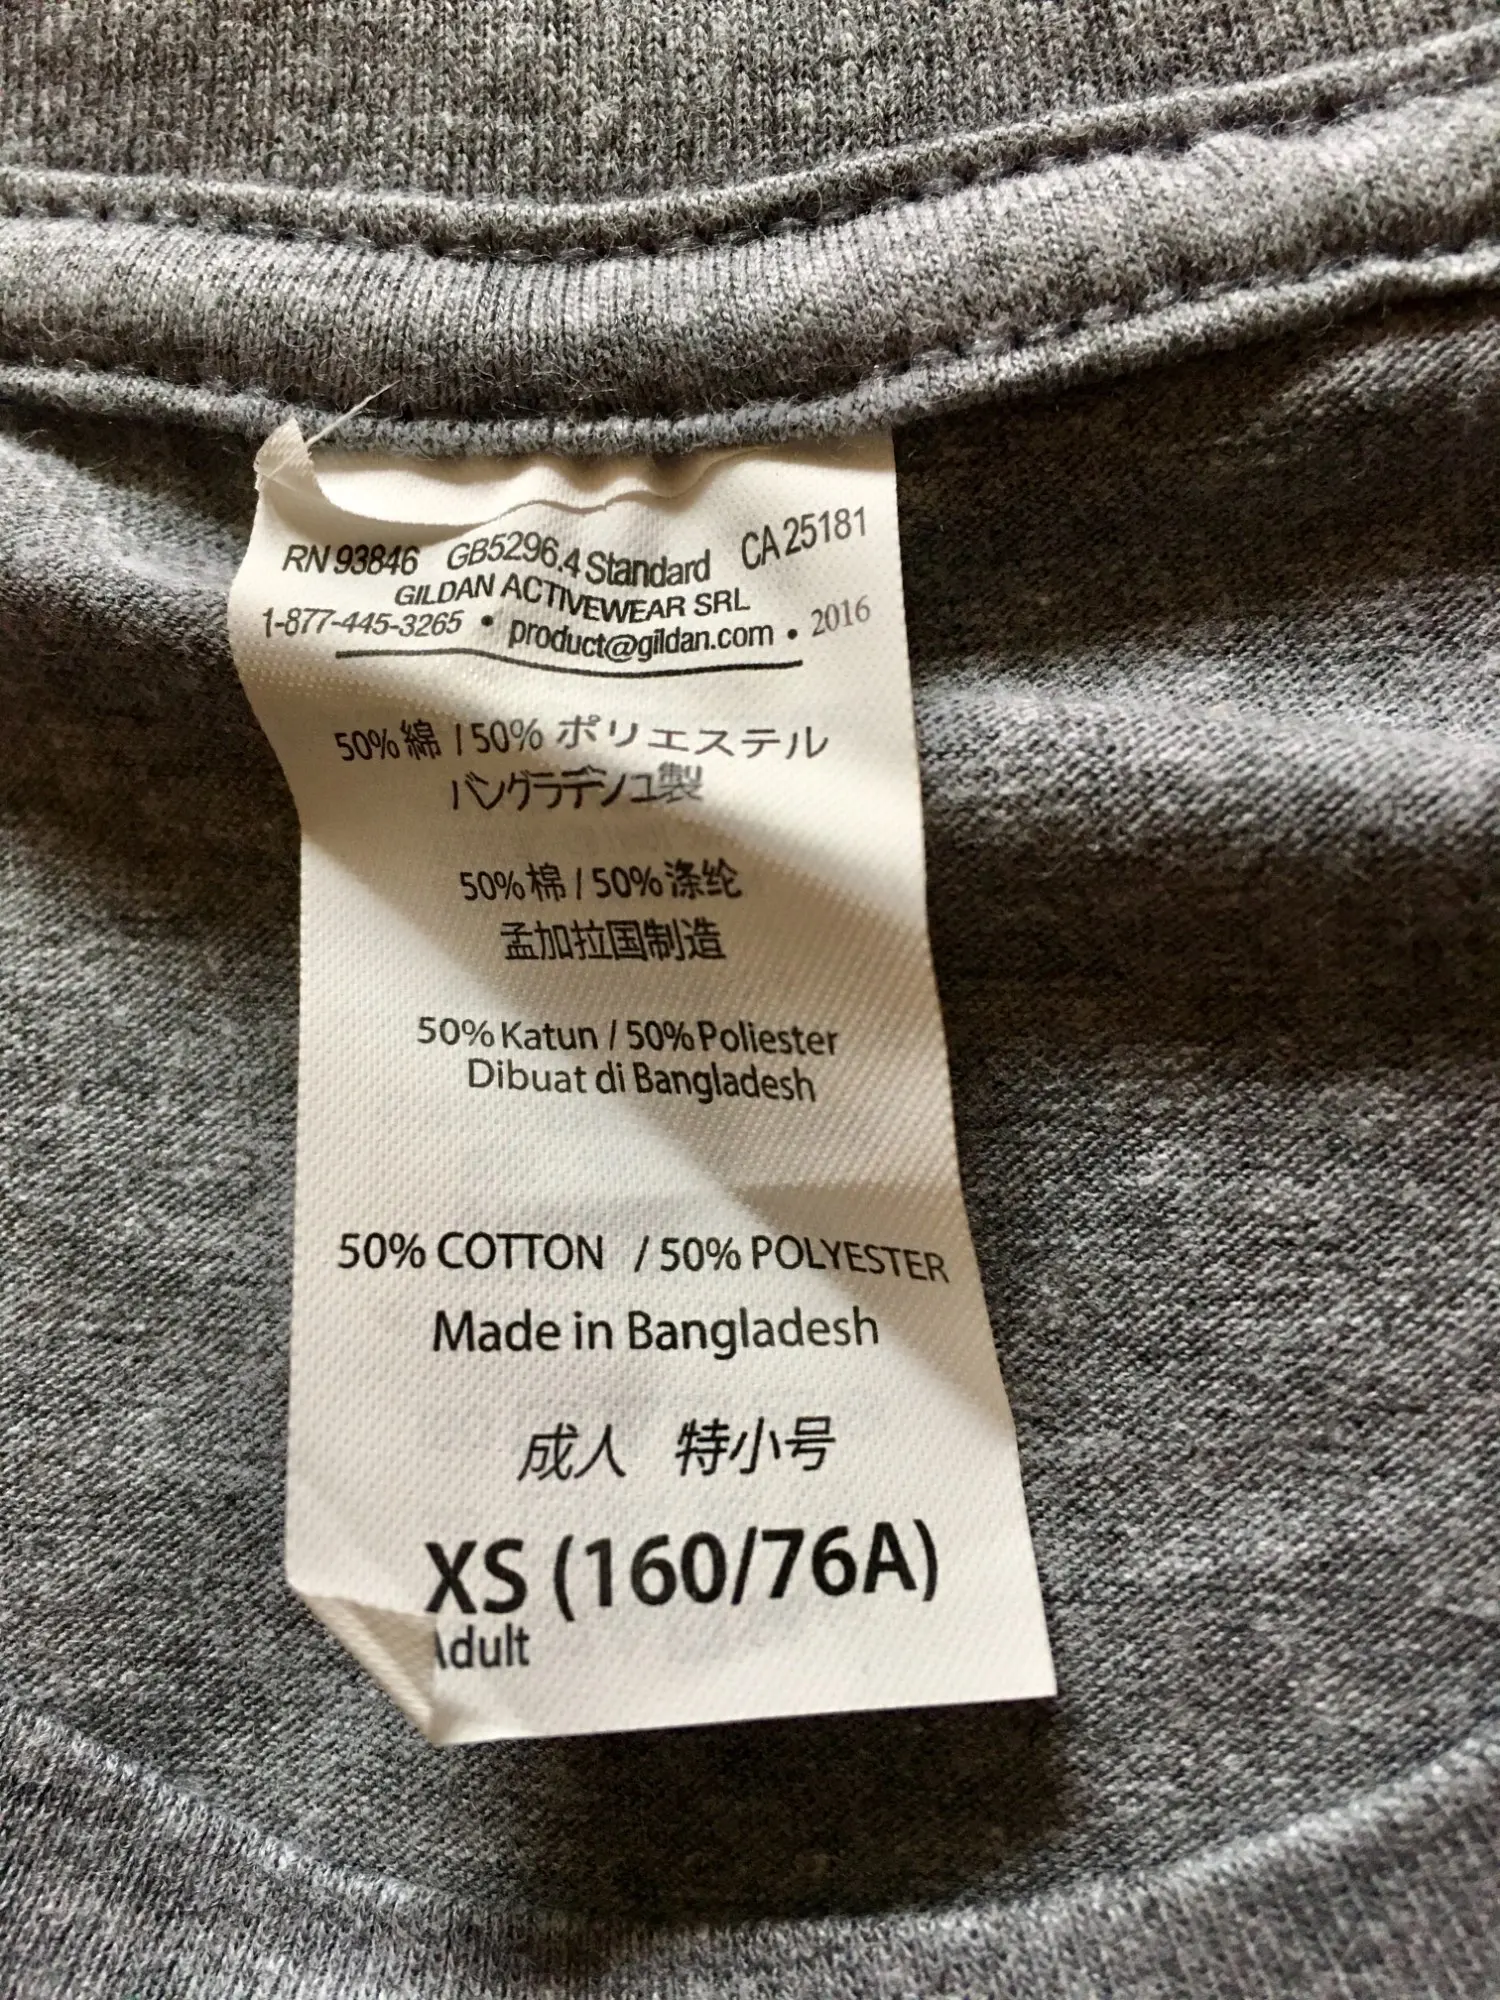 RN 93846 GB5296.4 Standard CA 25181
GILDAN ACTIVEWEAR SRL
1-877-445-3265 • product@gildan.com • 2016
50% 綿 / 50% ポリエステル
バングラデシュ製
50% 棉 / 50% 涤纶
孟加拉国制造
50% Katun / 50% Poliester
Dibuat di Bangladesh
50% COTTON / 50% POLYESTER
Made in Bangladesh
成人 特小号
XS (160/76A)
Adult